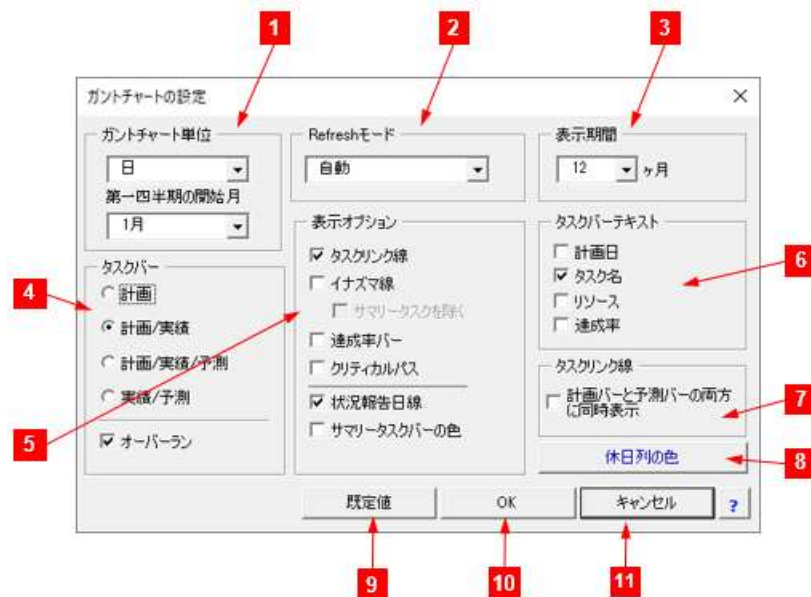 1
2
3
ガントチャートの設定
ガントチャート単位
日
第一四半期の開始月
1月
Refreshモード
自動
表示期間
12 ヶ月
4
タスクバー
計画
計画/実績
計画/実績/予測
実績/予測
オーバーラン
5
表示オプション
タスクリンク線
イナズマ線
サマリータスクを除く
達成率バー
クリティカルパス
状況報告日線
サマリータスクバーの色
タスクバーテキスト
計画日
タスク名
リソース
達成率
6
タスクリンク線
計画バーと予測バーの両方
に同時表示
7
休日列の色
8
既定値
OK
キャンセル
?
9
10
11